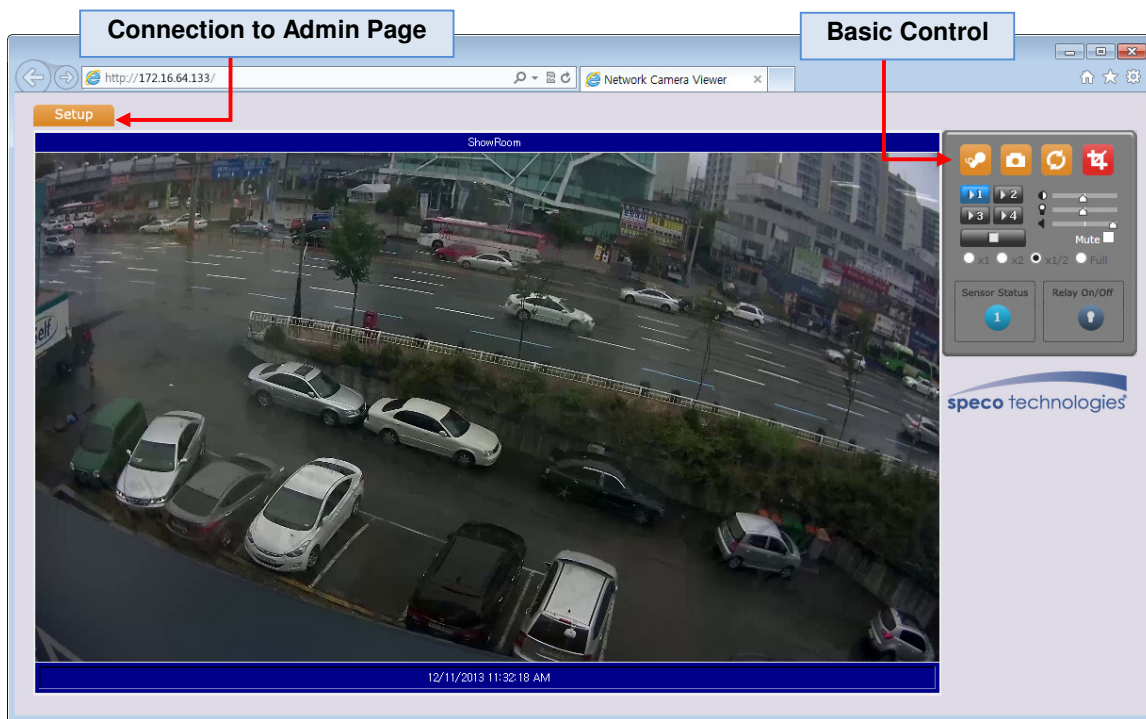 Connection to Admin Page
Basic Control
http://172.16.64.133/
Network Camera Viewer
Setup
ShowRoom
1
2
3
4
Mute
x1 x2 x1/2 Full
Sensor Status
Relay On/Off
1
speco technologies
Self
12/11/2013 11:32:18 AM